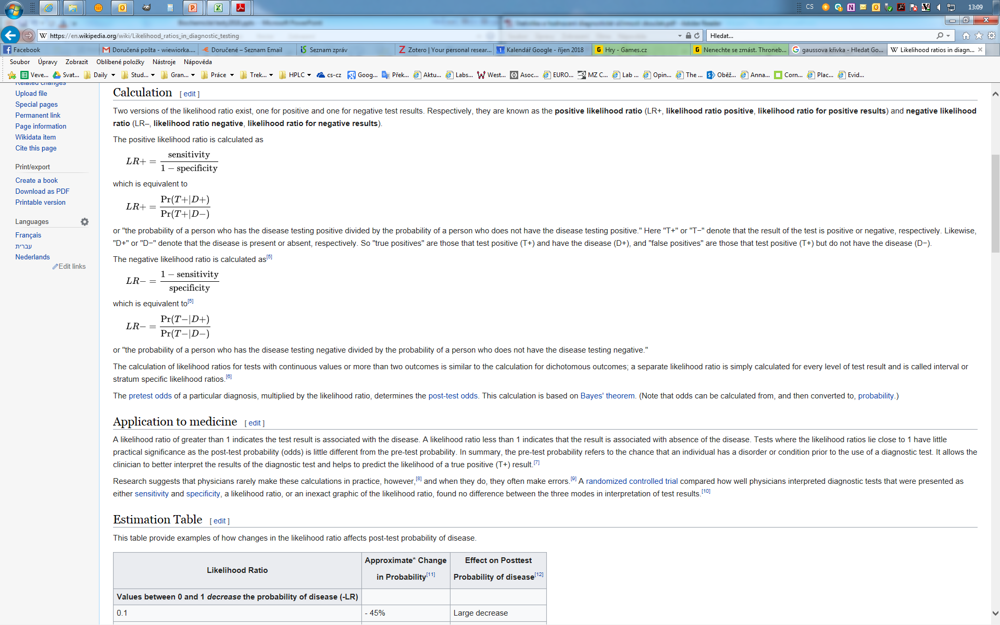 CS
13:09
Biochemické testy2018.pptx - Microsoft PowerPoint
https://en.wikipedia.org/wiki/Likelihood_ratios_in_diagnostic_testing
Hledat...
Facebook
Doručená pošta - wiewiorka....
Doručené – Seznam Email
Seznam zpráv
Zotero | Your personal resear...
Kalendář Google - říjen 2018
Hry - Games.cz
Nenechte se zmást. Throneb...
gaussova křivka - Hledat Go...
Likelihood ratios in diagn...
Soubor Úpravy Zobrazit Oblíbené položky Nástroje Nápověda
Veve... Svat... Daily Stud... Gran... Práce Trek... HPLC cs-cz Goog... Přek... Aktu... Labs... West... Asoc... EURO... MZ C... Lab ... Opin... The ... Oběž... Anna... Corn... Plac... Evid...
Related changes
Upload file
Special pages
Permanent link
Page information
Wikidata item
Cite this page
Print/export
Create a book
Download as PDF
Printable version
Languages
Français
עברית
Nederlands
Edit links
Calculation [ edit ]
Two versions of the likelihood ratio exist, one for positive and one for negative test results. Respectively, they are known as the positive likelihood ratio (LR+, likelihood ratio positive, likelihood ratio for positive results) and negative likelihood
ratio (LR–, likelihood ratio negative, likelihood ratio for negative results).
The positive likelihood ratio is calculated as
LR+ = sensitivity
1 − specificity
which is equivalent to
LR+ = Pr(T+|D+)
Pr(T+|D−)
or "the probability of a person who has the disease testing positive divided by the probability of a person who does not have the disease testing positive." Here "T+" or "T−" denote that the result of the test is positive or negative, respectively. Likewise,
"D+" or "D−" denote that the disease is present or absent, respectively. So "true positives" are those that test positive (T+) and have the disease (D+), and "false positives" are those that test positive (T+) but do not have the disease (D−).
The negative likelihood ratio is calculated as[5]
LR− = 1 − sensitivity
specificity
which is equivalent to[5]
LR− = Pr(T−|D+)
Pr(T−|D−)
or "the probability of a person who has the disease testing negative divided by the probability of a person who does not have the disease testing negative."
The calculation of likelihood ratios for tests with continuous values or more than two outcomes is similar to the calculation for dichotomous outcomes; a separate likelihood ratio is simply calculated for every level of test result and is called interval or
stratum specific likelihood ratios.[6]
The pretest odds of a particular diagnosis, multiplied by the likelihood ratio, determines the post-test odds. This calculation is based on Bayes' theorem. (Note that odds can be calculated from, and then converted to, probability.)
Application to medicine [ edit ]
A likelihood ratio of greater than 1 indicates the test result is associated with the disease. A likelihood ratio less than 1 indicates that the result is associated with absence of the disease. Tests where the likelihood ratios lie close to 1 have little
practical significance as the post-test probability (odds) is little different from the pre-test probability. In summary, the pre-test probability refers to the chance that an individual has a disorder or condition prior to the use of a diagnostic test. It allows the
clinician to better interpret the results of the diagnostic test and helps to predict the likelihood of a true positive (T+) result.[7]
Research suggests that physicians rarely make these calculations in practice, however,[8] and when they do, they often make errors.[9] A randomized controlled trial compared how well physicians interpreted diagnostic tests that were presented as
either sensitivity and specificity, a likelihood ratio, or an inexact graphic of the likelihood ratio, found no difference between the three modes in interpretation of test results.[10]
Estimation Table [ edit ]
This table provide examples of how changes in the likelihood ratio affects post-test probability of disease.
Likelihood Ratio
Approximate* Change
in Probability[11]
Effect on Posttest
Probability of disease[12]
Values between 0 and 1 decrease the probability of disease (-LR)
0.1 - 45% Large decrease